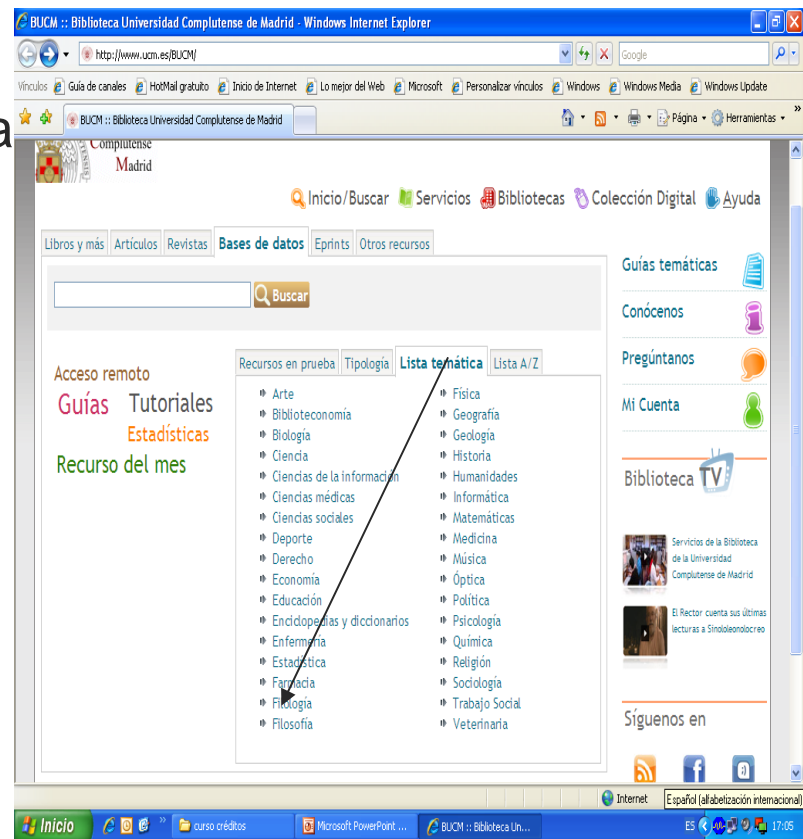 BUCM :: Biblioteca Universidad Complutense de Madrid - Windows Internet Explorer
http://www.ucm.es/BUCM/
Google
Vínculos Guía de canales HotMail gratuito Inicio de Internet Lo mejor del Web Microsoft Personalizar vínculos Windows Windows Media Windows Update
BUCM :: Biblioteca Universidad Complutense de Madrid
Página Herramientas »
a
Complutense
Madrid
Inicio/Buscar Servicios Bibliotecas Colección Digital Ayuda
Libros y más Artículos Revistas Bases de datos Eprints Otros recursos
Buscar
Guías temáticas
Conócenos
Pregúntanos
Mi Cuenta
Acceso remoto
Guías Tutoriales
Estadísticas
Recurso del mes
Recursos en prueba Tipología Lista temática Lista A/Z
Arte
Biblioteconomía
Biología
Ciencia
Ciencias de la información
Ciencias médicas
Ciencias sociales
Deporte
Derecho
Economía
Educación
Enciclopedias y diccionarios
Enfermería
Estadística
Farmacia
Filología
Filosofía
Física
Geografía
Geología
Historia
Humanidades
Informática
Matemáticas
Medicina
Música
Óptica
Política
Psicología
Química
Religión
Sociología
Trabajo Social
Veterinaria
Biblioteca TV
Servicios de la Biblioteca
de la Universidad
Complutense de Madrid
El Rector cuenta sus últimas
lecturas a Sinololeonolocreo
Síguenos en
Internet
Español (alfabetización internacional)
Inicio » curso créditos Microsoft PowerPoint ... BUCM :: Biblioteca Un... ES 17:05